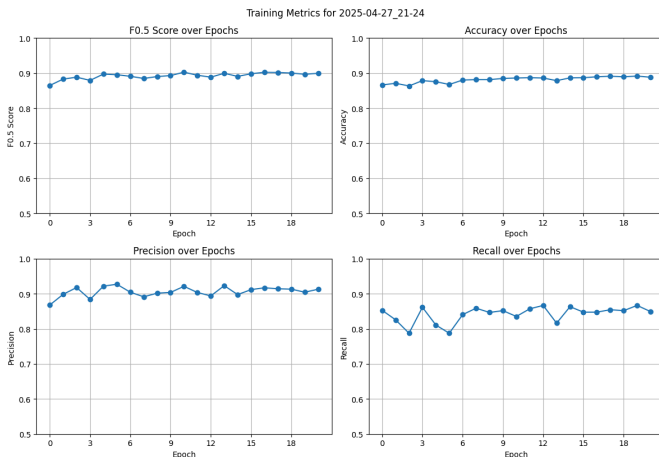 Training Metrics for 2025-04-27_21-24
F0.5 Score over Epochs
1.0
0.9
0.8
0.7
0.6
0.5
F0.5 Score
0 3 6 9 12 15 18
Epoch
Accuracy over Epochs
1.0
0.9
0.8
0.7
0.6
0.5
Accuracy
0 3 6 9 12 15 18
Epoch
Precision over Epochs
1.0
0.9
0.8
0.7
0.6
0.5
Precision
0 3 6 9 12 15 18
Epoch
Recall over Epochs
1.0
0.9
0.8
0.7
0.6
0.5
Recall
0 3 6 9 12 15 18
Epoch